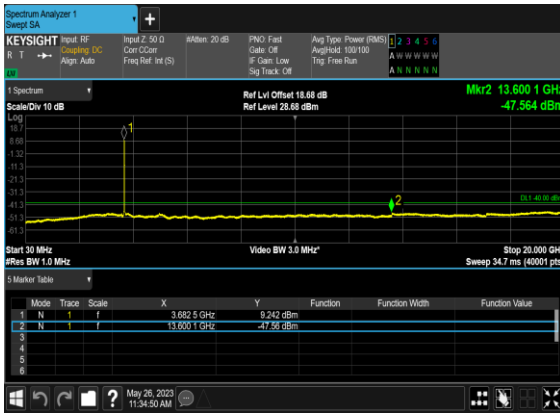 Spectrum Analyzer 1
Swept SA
+
KEYSIGHT Input: RF Input Z: 50 Ω #Atten: 20 dB PNO: Fast Avg Type: Power (RMS) 1 2 3 4 5 6
R T Coupling: DC Corr CCorr Gate: Off Avg|Hold: 100/100 A W W W W W
Align: Auto Freq Ref: Int (S) IF Gain: Low Trig: Free Run
LXI Sig Track: Off A N N N N N
1 Spectrum Ref Lvl Offset 18.68 dB Mkr2 13.600 1 GHz
Scale/Div 10 dB Ref Level 28.68 dBm -47.564 dBm
Log
18.7
8.68
-1.32
-11.3
-21.3
-31.3
-41.3
-51.3
-61.3
1
2
DL1 -40.00 dBm
Start 30 MHz Video BW 3.0 MHz* Stop 20.000 GHz
#Res BW 1.0 MHz Sweep 34.7 ms (40001 pts)
5 Marker Table
Mode Trace Scale X Y Function Function Width Function Value
1 N 1 f 3.682 5 GHz 9.242 dBm
2 N 1 f 13.600 1 GHz -47.56 dBm
3
4
5
6
? May 26, 2023
11:34:50 AM